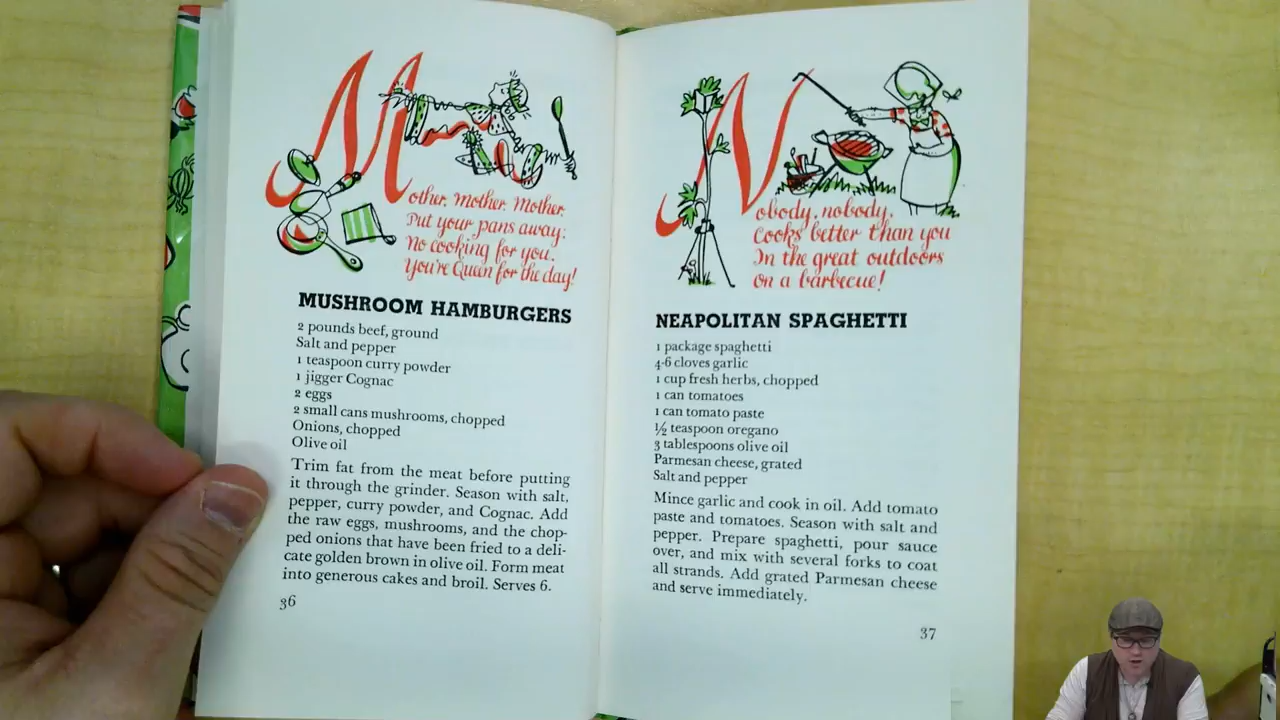 Mother, Mother, Mother,
Put your pans away;
No cooking for you.
You're Queen for the day!
MUSHROOM HAMBURGERS
2 pounds beef, ground
Salt and pepper
1 teaspoon curry powder
1 jigger Cognac
2 eggs
2 small cans mushrooms, chopped
Onions, chopped
Olive oil
Trim fat from the meat before putting
it through the grinder. Season with salt,
pepper, curry powder, and Cognac. Add
the raw eggs, mushrooms, and the chop-
ped onions that have been fried to a deli-
cate golden brown in olive oil. Form meat
into generous cakes and broil. Serves 6.
36
Nobody, nobody,
Cooks better than you
In the great outdoors
on a barbecue!
NEAPOLITAN SPAGHETTI
1 package spaghetti
4-6 cloves garlic
1 cup fresh herbs, chopped
1 can tomatoes
1 can tomato paste
½ teaspoon oregano
3 tablespoons olive oil
Parmesan cheese, grated
Salt and pepper
Mince garlic and cook in oil. Add tomato
paste and tomatoes. Season with salt and
pepper. Prepare spaghetti, pour sauce
over, and mix with several forks to coat
all strands. Add grated Parmesan cheese
and serve immediately.
37